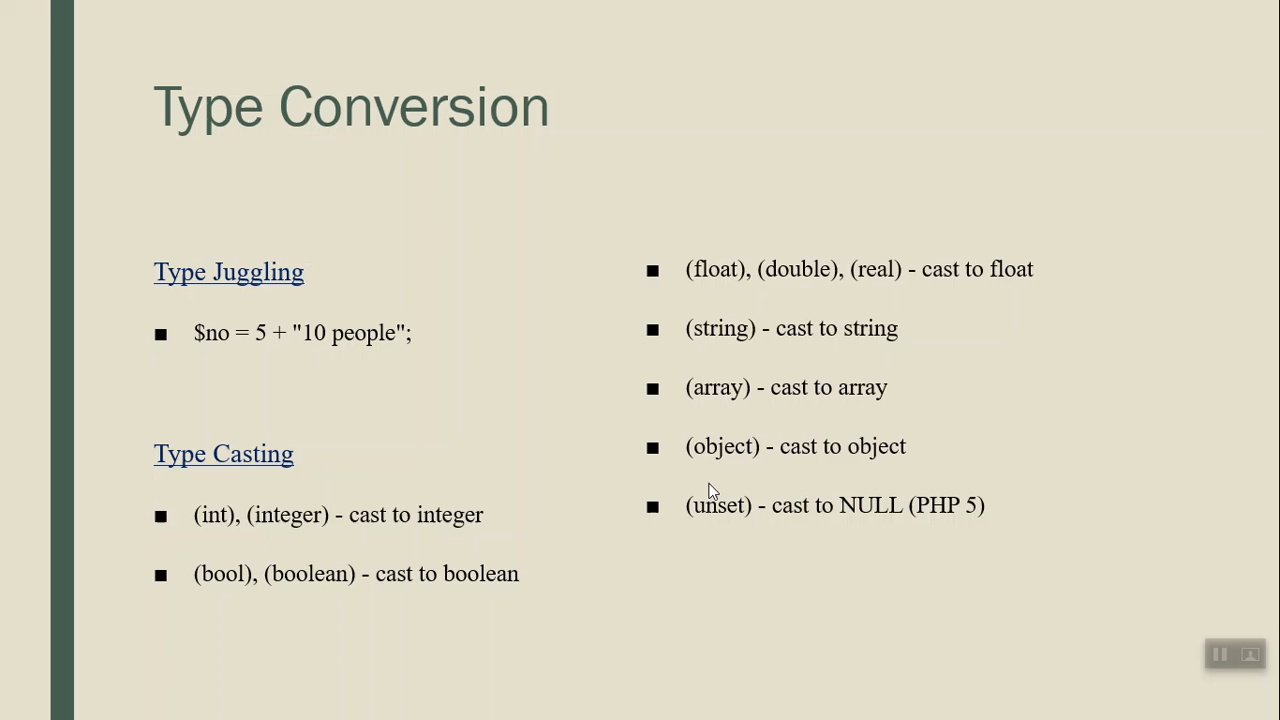 Type Conversion
Type Juggling
■ $no = 5 + "10 people";
Type Casting
■ (int), (integer) - cast to integer
■ (bool), (boolean) - cast to boolean
■ (float), (double), (real) - cast to float
■ (string) - cast to string
■ (array) - cast to array
■ (object) - cast to object
■ (unset) - cast to NULL (PHP 5)